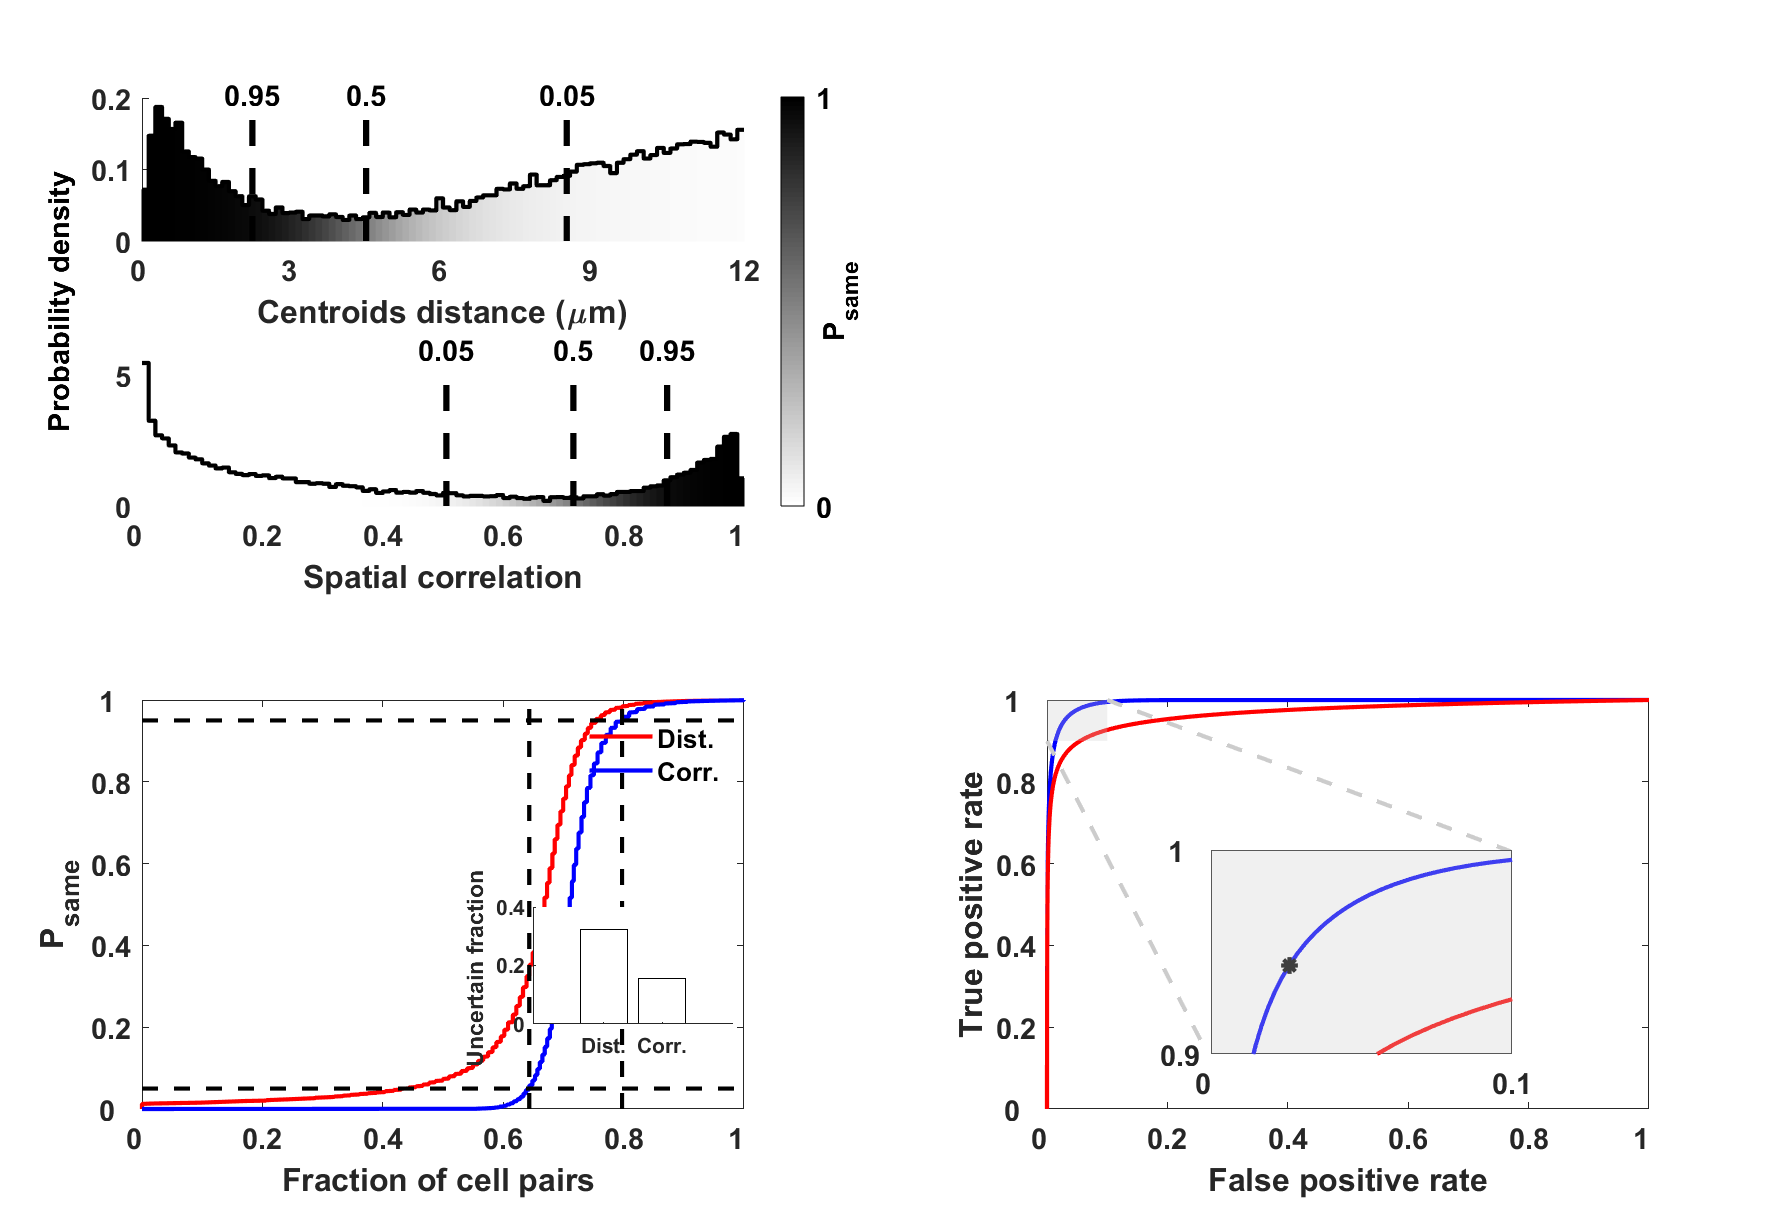 0.95 0.5 0.05
0.2
0.1
0
0 3 6 9 12
Centroids distance (μm)
Probability density
0.05 0.5 0.95
5
0
0 0.2 0.4 0.6 0.8 1
Spatial correlation
1
0
P same
1
0.8
0.6
0.4
0.2
0
0 0.2 0.4 0.6 0.8 1
Fraction of cell pairs
P same
Dist.
Corr.
Uncertain fraction
0.4
0.2
0
Dist. Corr.
1
0.8
0.6
0.4
0.2
0
0 0.2 0.4 0.6 0.8 1
False positive rate
True positive rate
1
0.9
0 0.1